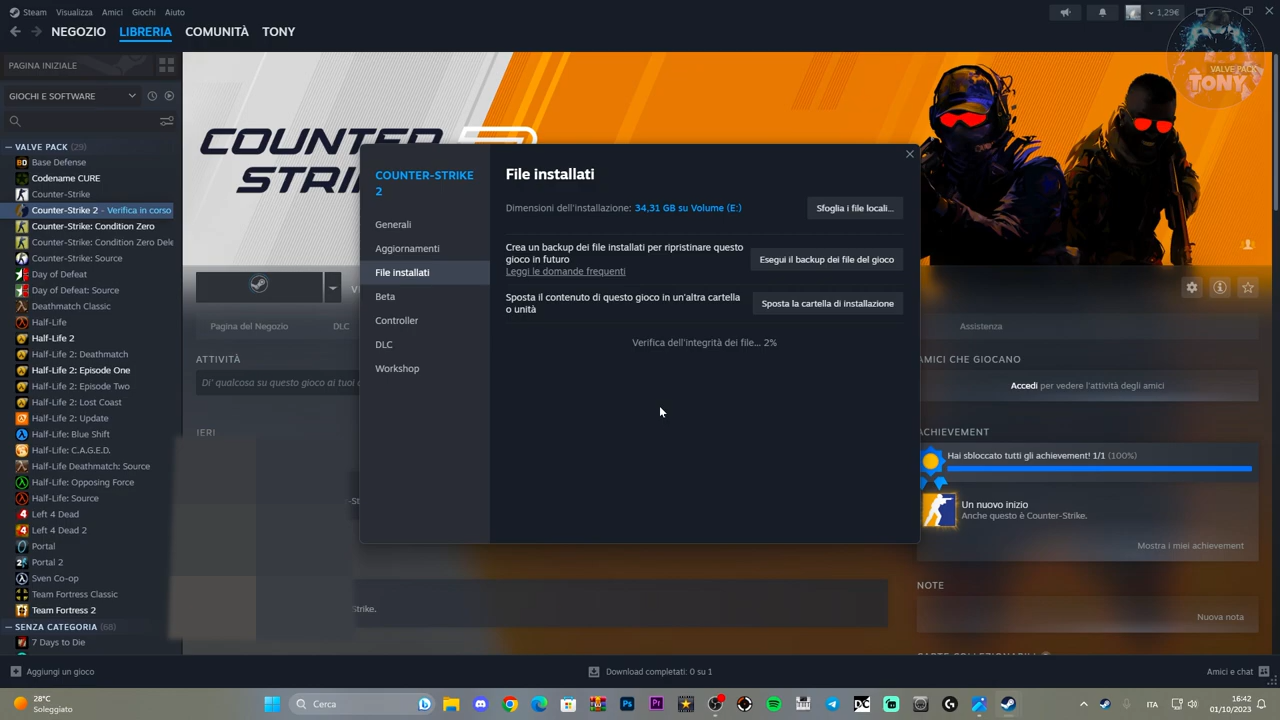 Steam Visualizza Amici Giochi Aiuto
1,29€
NEGOZIO LIBRERIA COMUNITÀ TONY
VALVE PACK
TONY
PAGINA INIZIALE
GIOCHI E SOFTWARE
VALVE PACK (29)
Base Defense
Codename CURE
Counter-Strike
Counter-Strike 2 - Verifica in corso
Counter-Strike: Condition Zero
Counter-Strike: Condition Zero Dele
Counter-Strike: Source
Day of Defeat
Day of Defeat: Source
Deathmatch Classic
Half-Life
Half-Life 2
Half-Life 2: Deathmatch
Half-Life 2: Episode One
Half-Life 2: Episode Two
Half-Life 2: Lost Coast
Half-Life 2: Update
Half-Life: Blue Shift
Half-Life: C.A.G.E.D.
Half-Life Deathmatch: Source
Half-Life: Opposing Force
Half-Life: Source
Left 4 Dead
Left 4 Dead 2
Portal
Portal 2
Sven Co-op
Team Fortress Classic
Team Fortress 2
SENZA CATEGORIA (68)
7 Days to Die
COUNTER
STRI
Pagina del Negozio DLC
Assistenza
ATTIVITÀ
Di' qualcosa su questo gioco ai tuoi
IERI
Strike.
COUNTER-STRIKE
2
Generali
Aggiornamenti
File installati
Beta
Controller
DLC
Workshop
File installati
Dimensioni dell'installazione: 34,31 GB su Volume (E:)
Sfoglia i file locali...
Crea un backup dei file installati per ripristinare questo
gioco in futuro
Leggi le domande frequenti
Esegui il backup dei file del gioco
Sposta il contenuto di questo gioco in un'altra cartella
o unità
Sposta la cartella di installazione
Verifica dell'integrità dei file... 2%
AMICI CHE GIOCANO
Accedi per vedere l'attività degli amici
ACHIEVEMENT
Hai sbloccato tutti gli achievement! 1/1 (100%)
Un nuovo inizio
Anche questo è Counter-Strike.
Mostra i miei achievement
NOTE
Nuova nota
Aggiungi un gioco
Download completati: 0 su 1
Amici e chat
28°C
Soleggiato
Cerca
ITA
16:42
01/10/2023